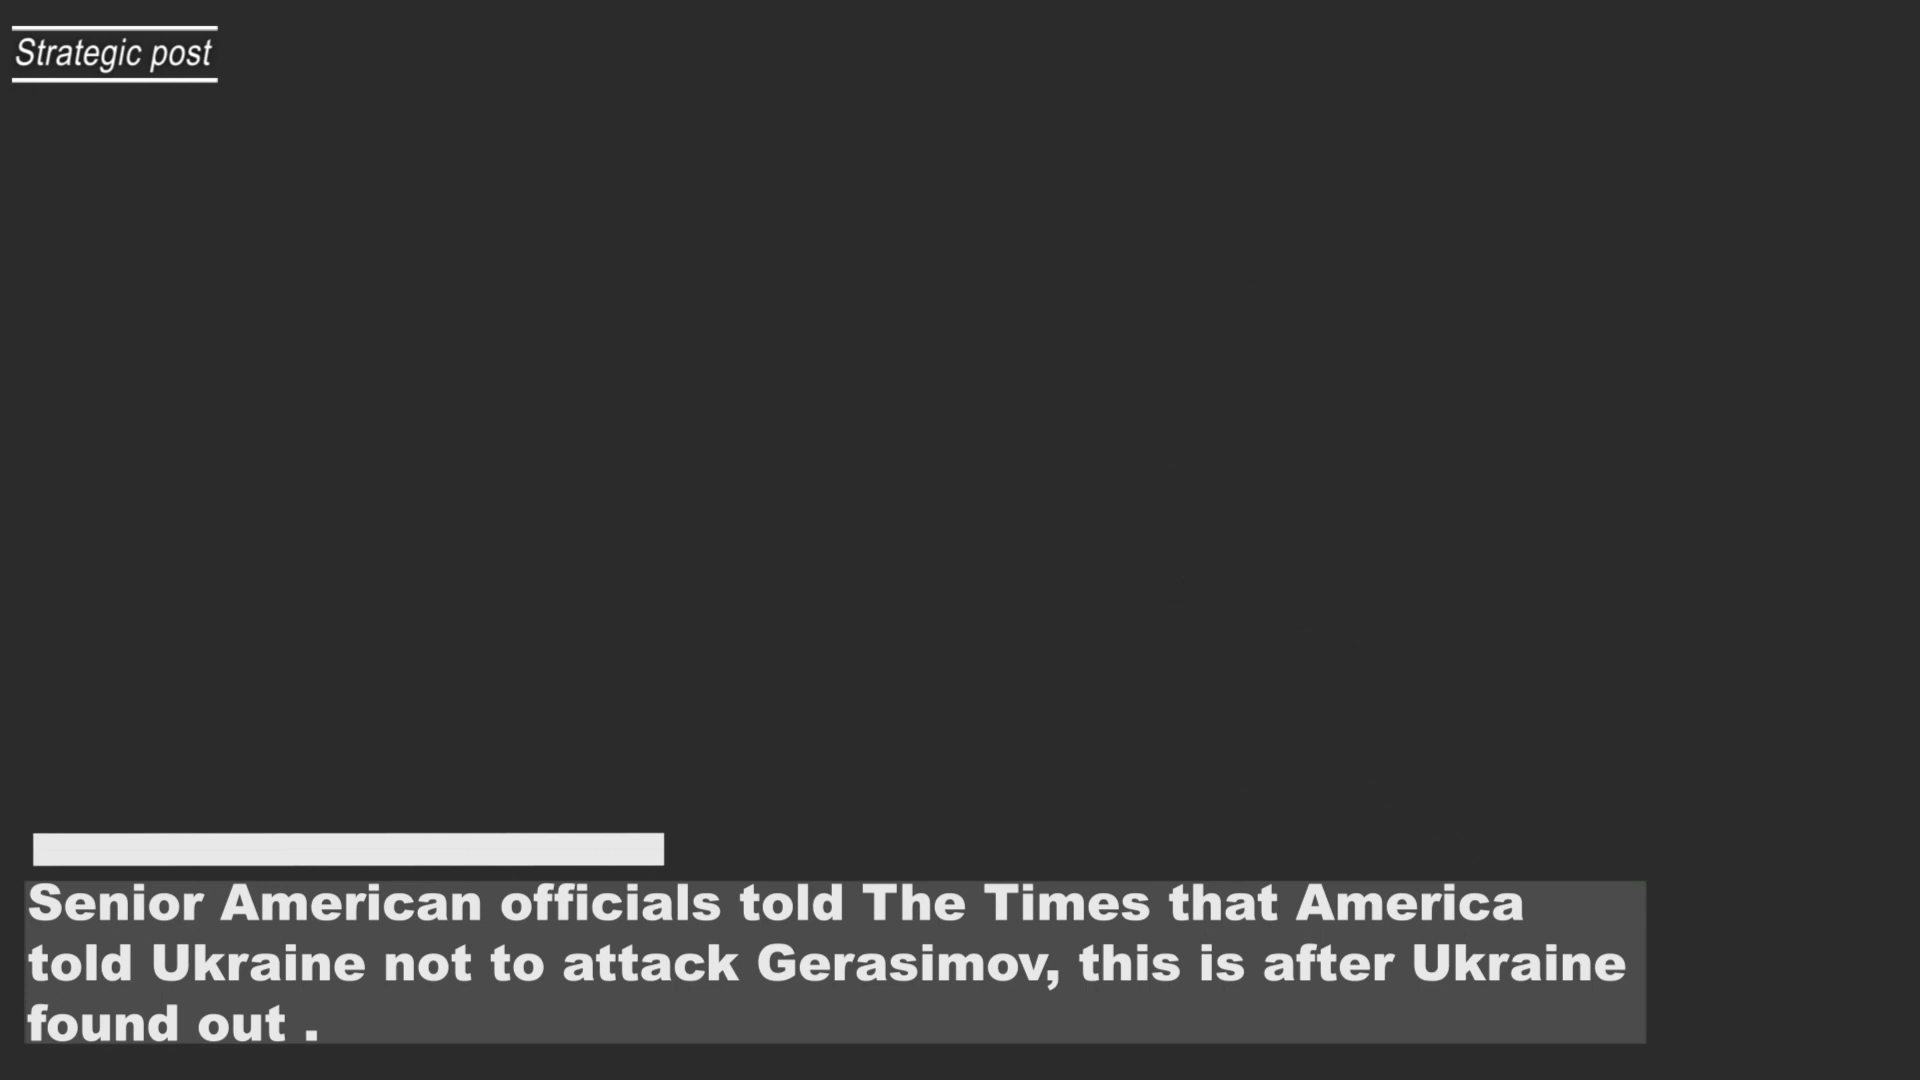 Strategic post
Senior American officials told The Times that America
told Ukraine not to attack Gerasimov, this is after Ukraine
found out .